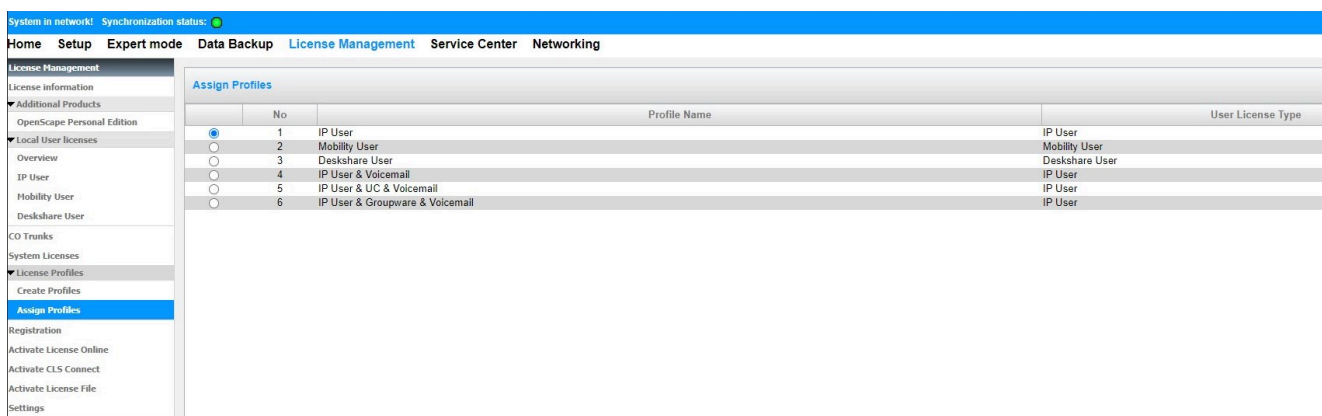 System in network! Synchronization status:
Home Setup Expert mode Data Backup License Management Service Center Networking
License Management
License information
Additional Products
OpenScape Personal Edition
Local User licenses
Overview
IP User
Mobility User
Deskshare User
CO Trunks
System Licenses
License Profiles
Create Profiles
Assign Profiles
Registration
Activate License Online
Activate CLS Connect
Activate License File
Settings
Assign Profiles
No Profile Name User License Type
1 IP User IP User
2 Mobility User Mobility User
3 Deskshare User Deskshare User
4 IP User & Voicemail IP User
5 IP User & UC & Voicemail IP User
6 IP User & Groupware & Voicemail IP User